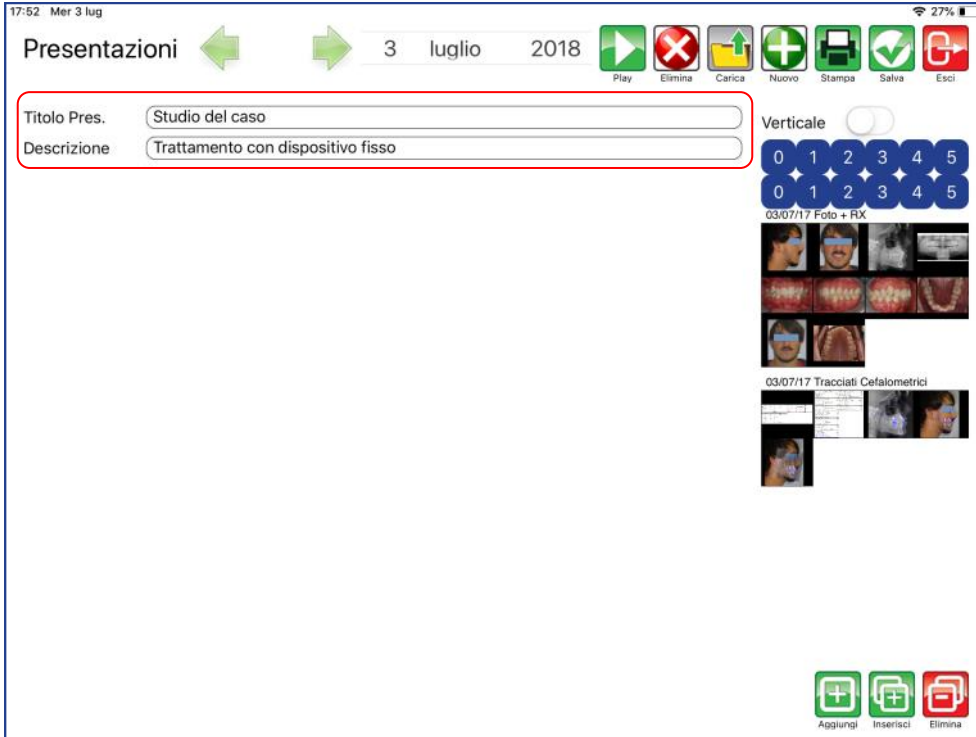 17:52 Mer 3 lug
27%
Presentazioni
3 luglio 2018
Play Elimina Carica Nuovo Stampa Salva Esci
Titolo Pres. Studio del caso
Descrizione Trattamento con dispositivo fisso
Verticale
0 1 2 3 4 5
0 1 2 3 4 5
03/07/17 Foto + RX
03/07/17 Tracciati Cefalometrici
Aggiungi Inserisci Elimina